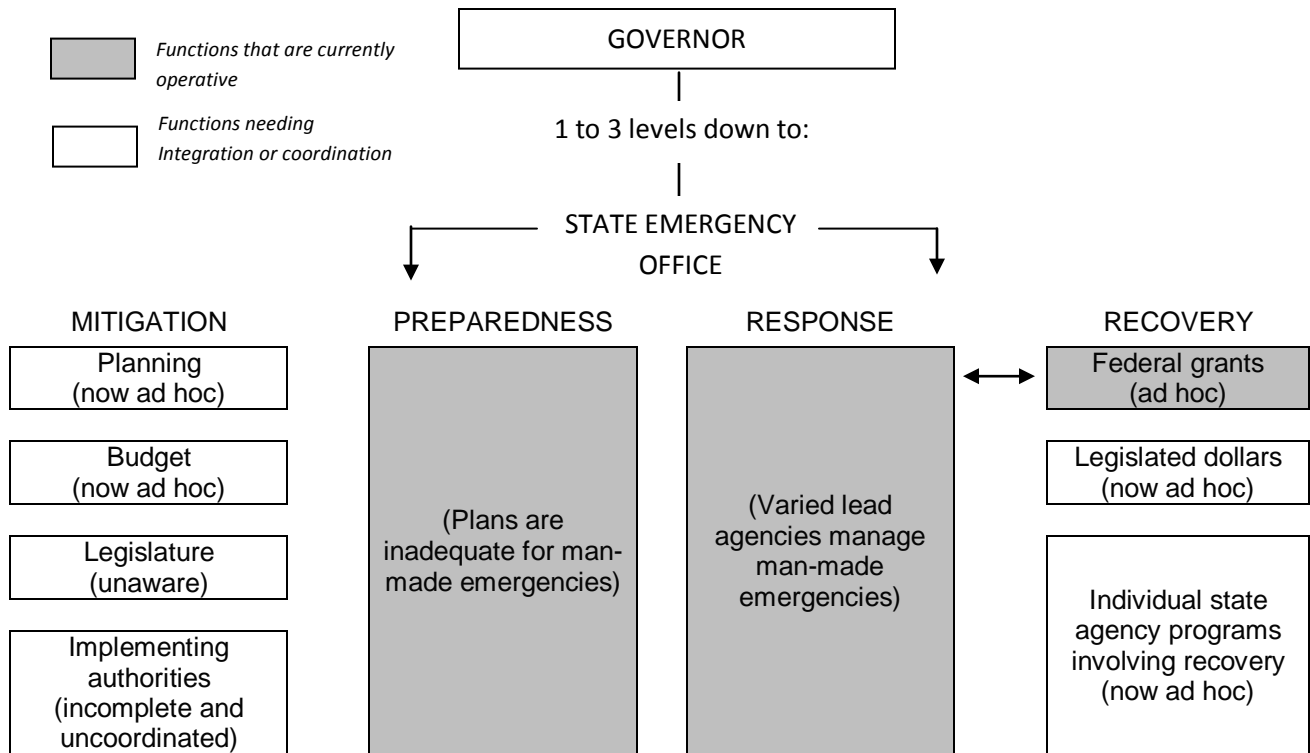 Functions that are currently
operative
Functions needing
Integration or coordination
GOVERNOR
1 to 3 levels down to:
STATE EMERGENCY
OFFICE
MITIGATION
Planning
(now ad hoc)
Budget
(now ad hoc)
Legislature
(unaware)
Implementing
authorities
(incomplete and
uncoordinated)
PREPAREDNESS
(Plans are
inadequate for man-
made emergencies)
RESPONSE
(Varied lead
agencies manage
man-made
emergencies)
RECOVERY
Federal grants
(ad hoc)
Legislated dollars
(now ad hoc)
Individual state
agency programs
involving recovery
(now ad hoc)